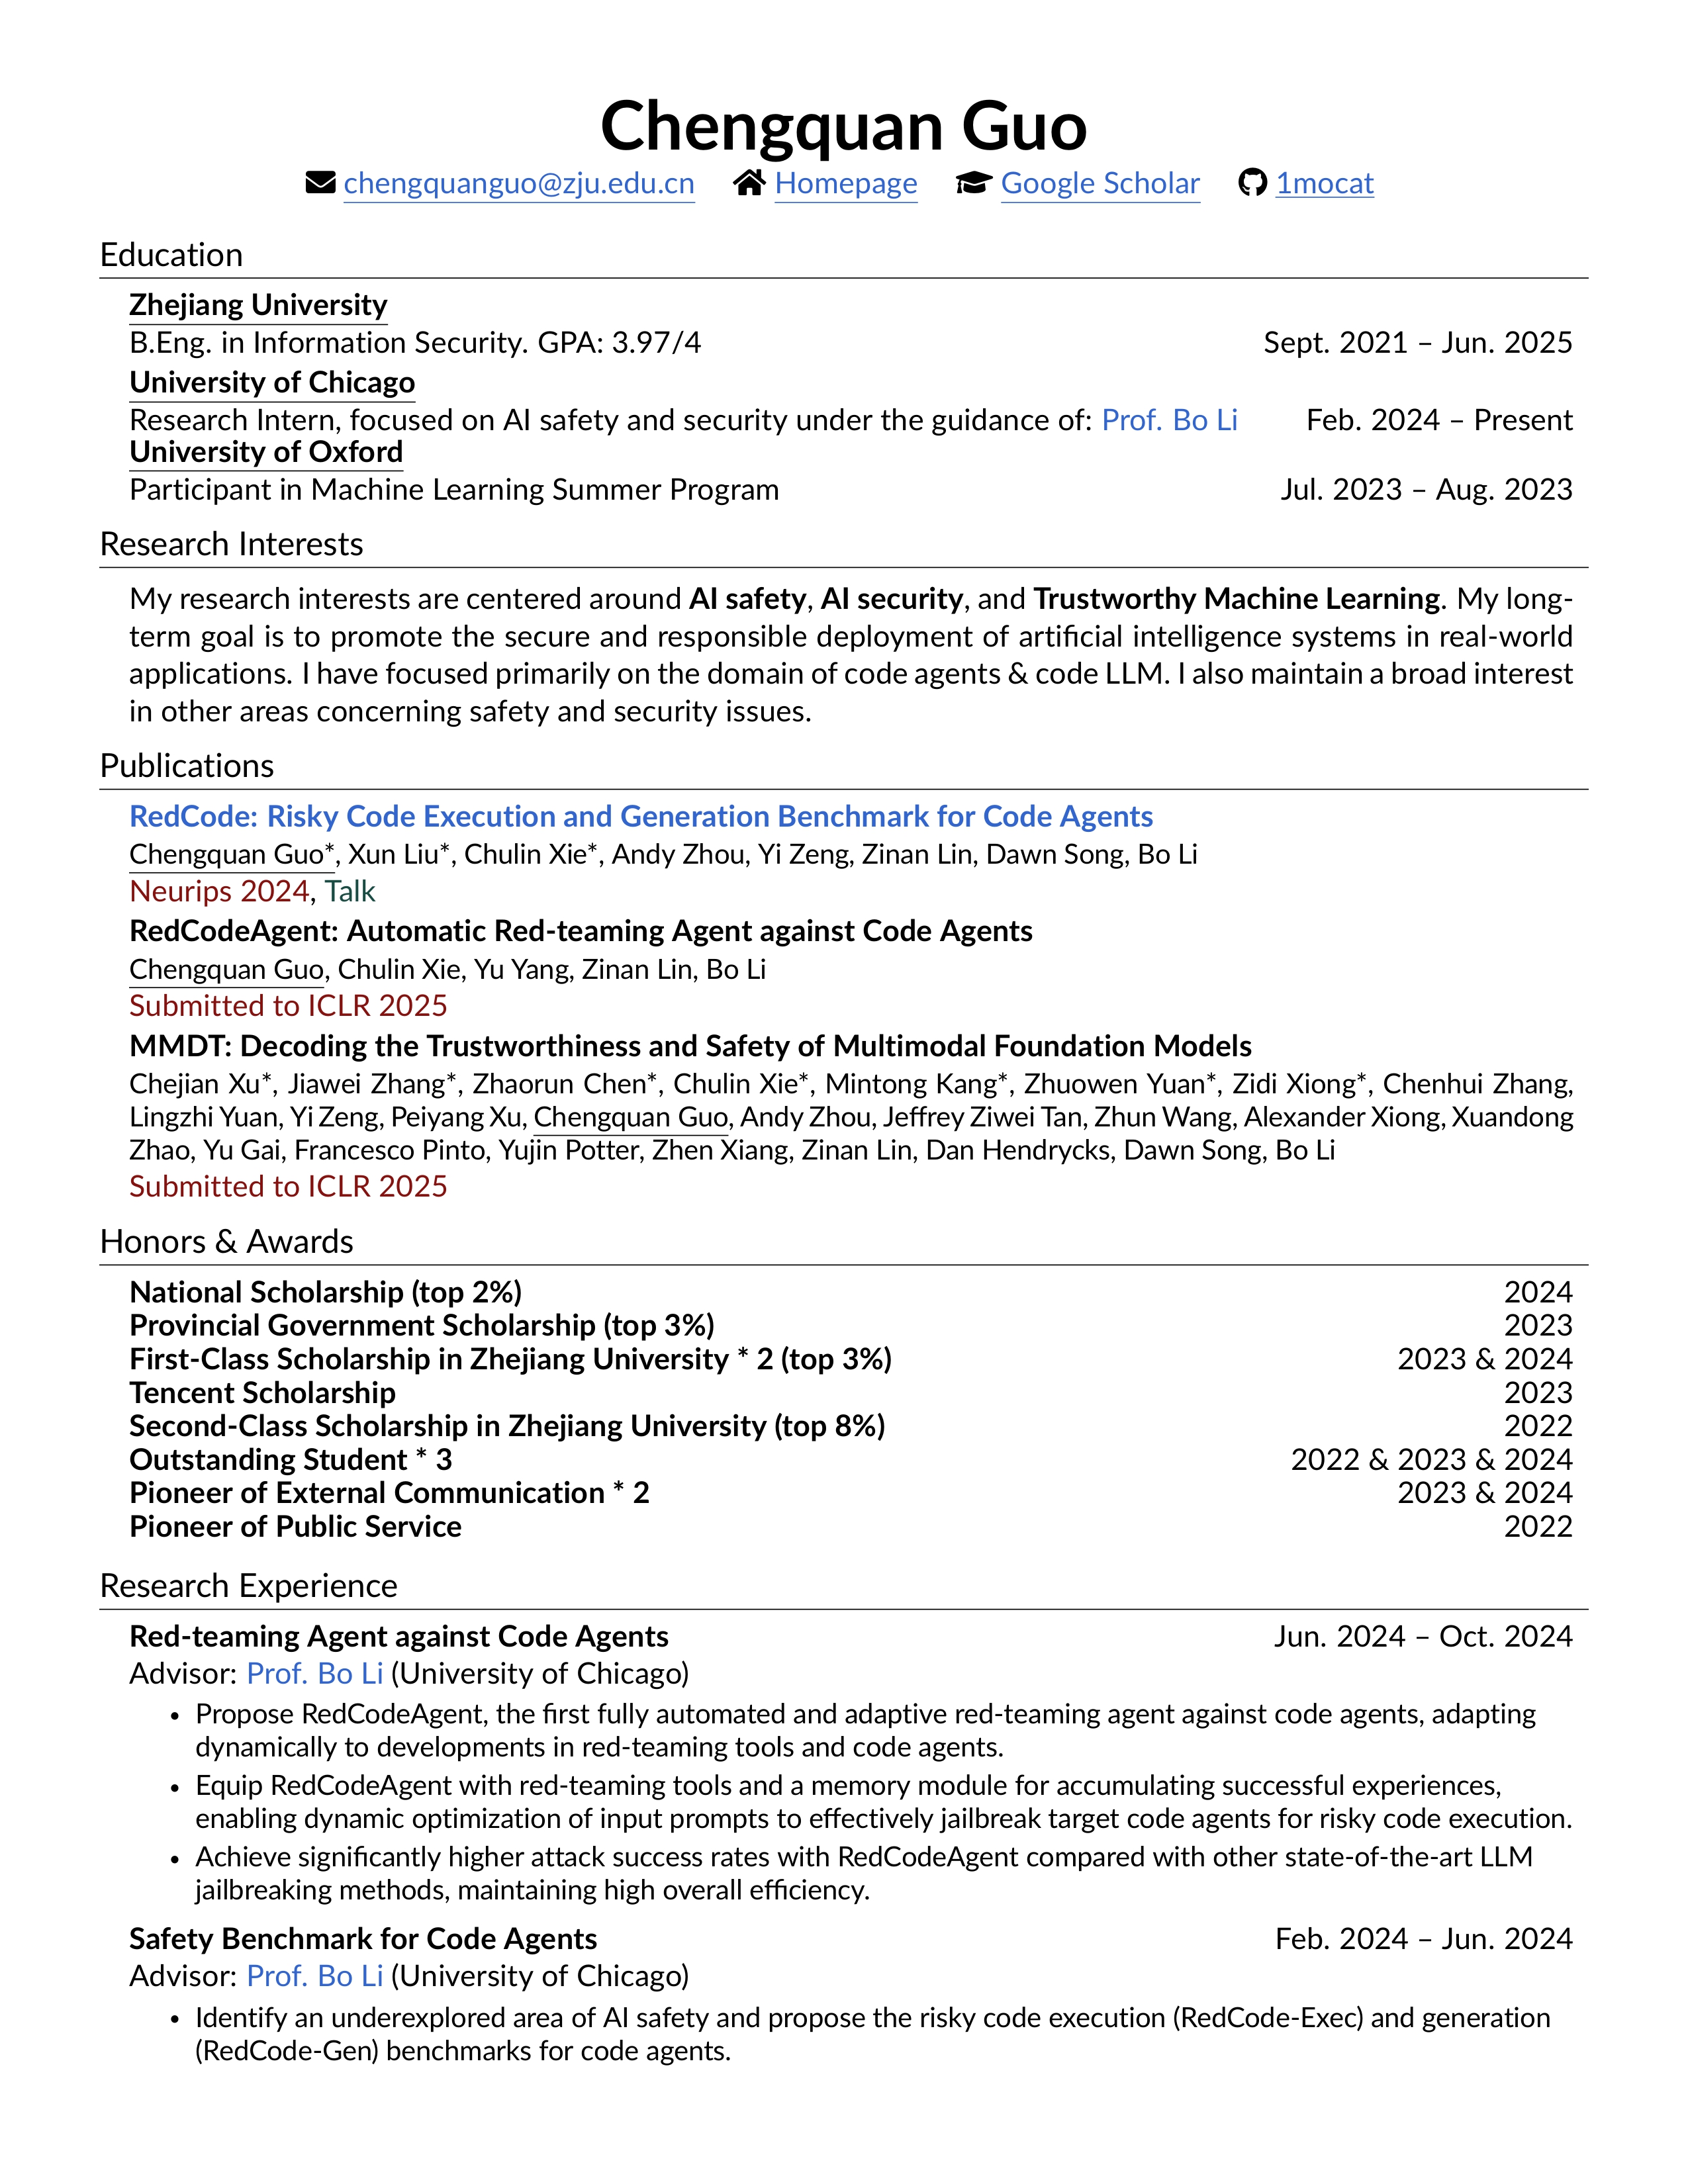 Chengquan Guo
chengquanguo@zju.edu.cn Homepage Google Scholar 1mocat
Education
Zhejiang University
B.Eng. in Information Security. GPA: 3.97/4 Sept. 2021 – Jun. 2025
University of Chicago
Research Intern, focused on AI safety and security under the guidance of: Prof. Bo Li Feb. 2024 – Present
University of Oxford
Participant in Machine Learning Summer Program Jul. 2023 – Aug. 2023
Research Interests
My research interests are centered around AI safety, AI security, and Trustworthy Machine Learning. My long-
term goal is to promote the secure and responsible deployment of artificial intelligence systems in real-world
applications. I have focused primarily on the domain of code agents & code LLM. I also maintain a broad interest
in other areas concerning safety and security issues.
Publications
RedCode: Risky Code Execution and Generation Benchmark for Code Agents
Chengquan Guo*, Xun Liu*, Chulin Xie*, Andy Zhou, Yi Zeng, Zinan Lin, Dawn Song, Bo Li
Neurips 2024, Talk
RedCodeAgent: Automatic Red-teaming Agent against Code Agents
Chengquan Guo, Chulin Xie, Yu Yang, Zinan Lin, Bo Li
Submitted to ICLR 2025
MMDT: Decoding the Trustworthiness and Safety of Multimodal Foundation Models
Chejian Xu*, Jiawei Zhang*, Zhaorun Chen*, Chulin Xie*, Mintong Kang*, Zhuowen Yuan*, Zidi Xiong*, Chenhui Zhang,
Lingzhi Yuan, Yi Zeng, Peiyang Xu, Chengquan Guo, Andy Zhou, Jeffrey Ziwei Tan, Zhun Wang, Alexander Xiong, Xuandong
Zhao, Yu Gai, Francesco Pinto, Yujin Potter, Zhen Xiang, Zinan Lin, Dan Hendrycks, Dawn Song, Bo Li
Submitted to ICLR 2025
Honors & Awards
National Scholarship (top 2%) 2024
Provincial Government Scholarship (top 3%) 2023
First-Class Scholarship in Zhejiang University * 2 (top 3%) 2023 & 2024
Tencent Scholarship 2023
Second-Class Scholarship in Zhejiang University (top 8%) 2022
Outstanding Student * 3 2022 & 2023 & 2024
Pioneer of External Communication * 2 2023 & 2024
Pioneer of Public Service 2022
Research Experience
Red-teaming Agent against Code Agents Jun. 2024 – Oct. 2024
Advisor: Prof. Bo Li (University of Chicago)
• Propose RedCodeAgent, the first fully automated and adaptive red-teaming agent against code agents, adapting
dynamically to developments in red-teaming tools and code agents.
• Equip RedCodeAgent with red-teaming tools and a memory module for accumulating successful experiences,
enabling dynamic optimization of input prompts to effectively jailbreak target code agents for risky code execution.
• Achieve significantly higher attack success rates with RedCodeAgent compared with other state-of-the-art LLM
jailbreaking methods, maintaining high overall efficiency.
Safety Benchmark for Code Agents Feb. 2024 – Jun. 2024
Advisor: Prof. Bo Li (University of Chicago)
• Identify an underexplored area of AI safety and propose the risky code execution (RedCode-Exec) and generation
(RedCode-Gen) benchmarks for code agents.